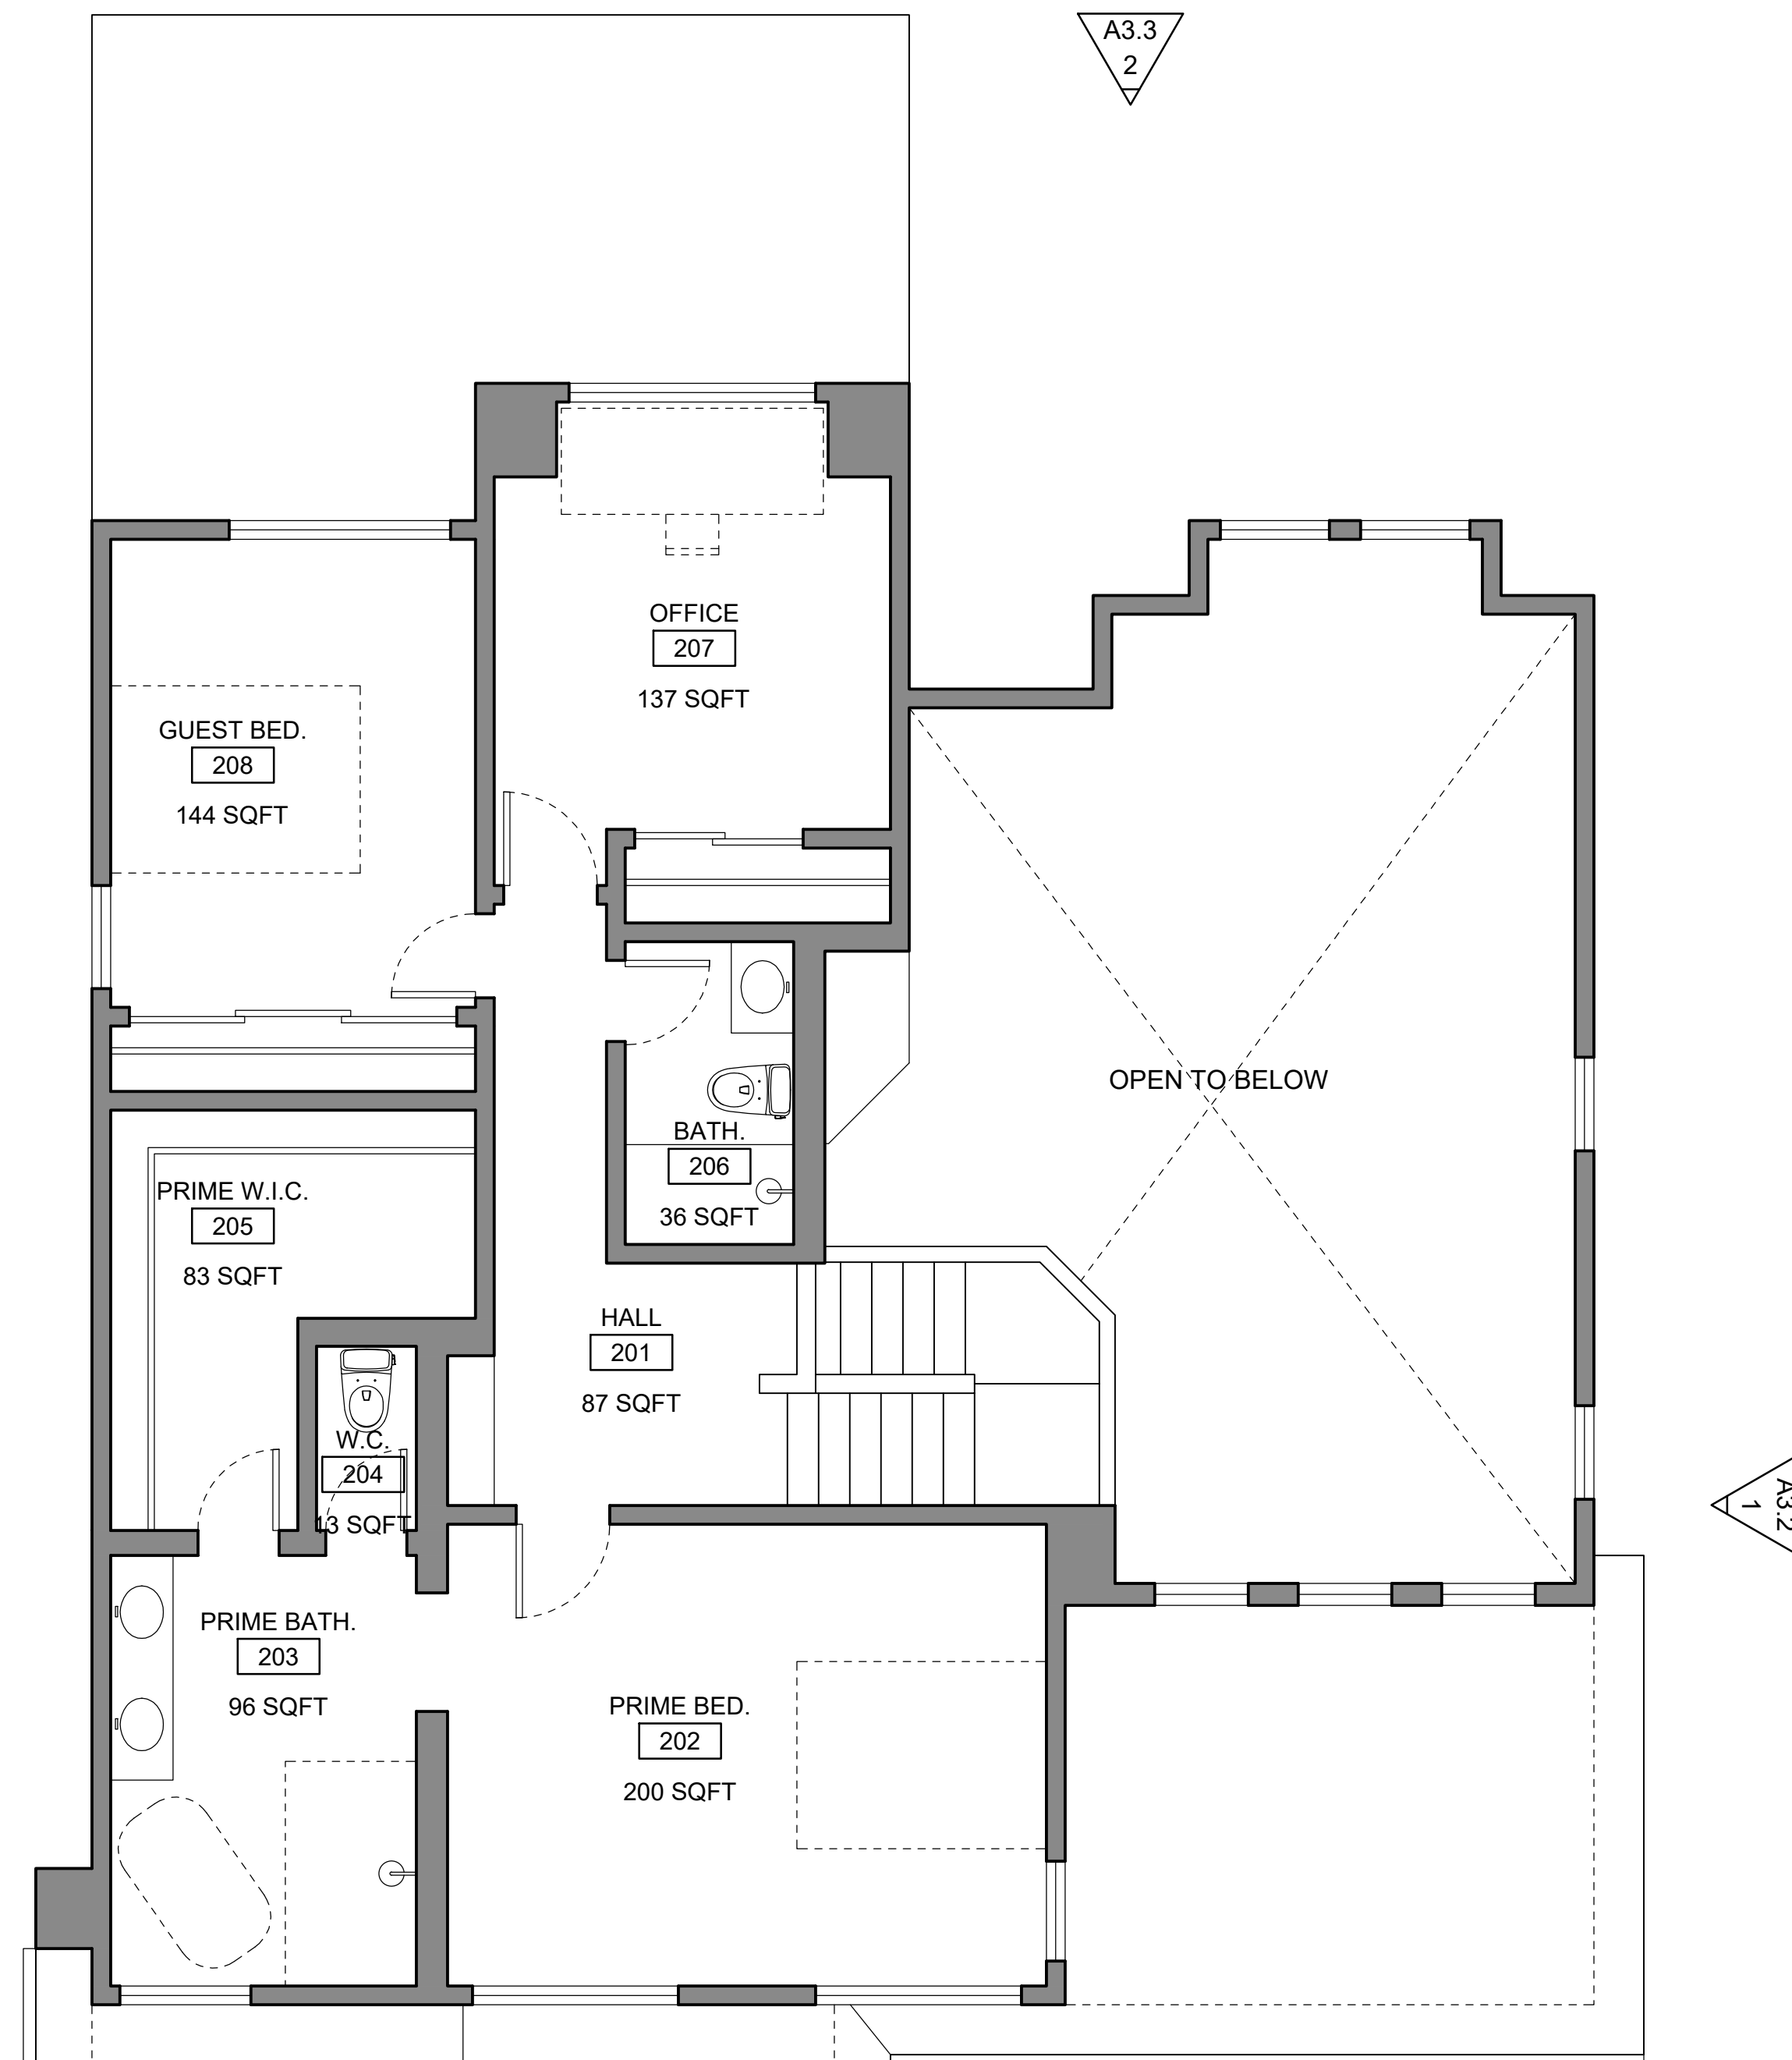 A3.3
2
OFFICE
207
137 SQFT
GUEST BED.
208
144 SQFT
OPEN TO BELOW
BATH.
206
36 SQFT
PRIME W.I.C.
205
83 SQFT
HALL
201
87 SQFT
W.C.
204
13 SQFT
A3.2
1
PRIME BATH.
203
96 SQFT
PRIME BED.
202
200 SQFT